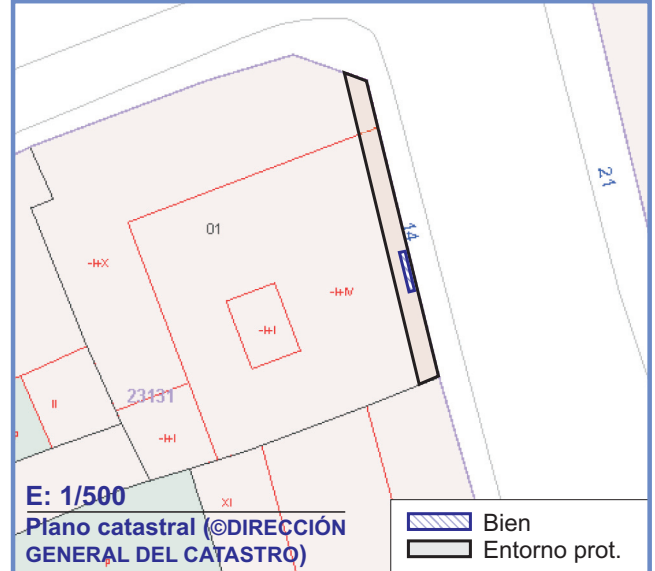 21
14
01
-I+X
-I+IV
-I+I
23131
II
-I+I
XI
P
P
E: 1/500
Plano catastral (©DIRECCIÓN
GENERAL DEL CATASTRO)
Bien
Entorno prot.